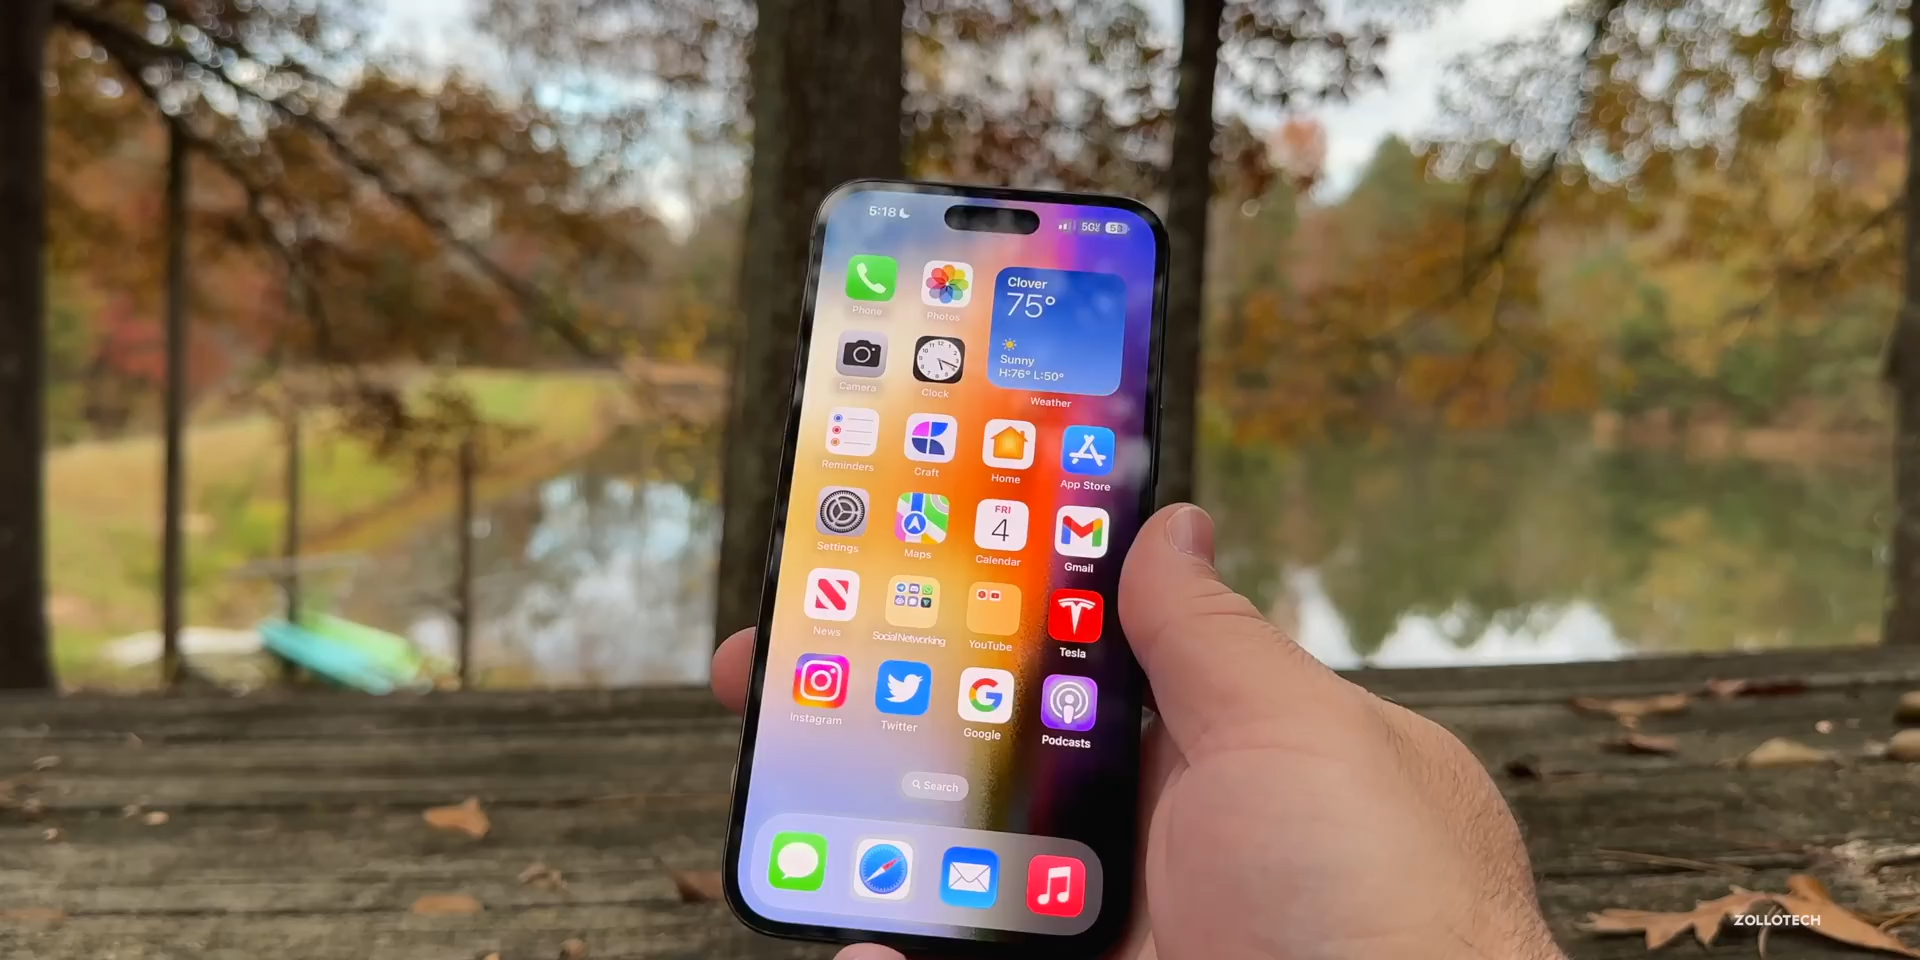 5:18
5G
53
Clover
75°
Sunny
H:76° L:50°
Phone
Photos
Camera
Clock
Weather
Reminders
Craft
Home
App Store
FRI
4
Settings
Maps
Calendar
Gmail
News
Social Networking
YouTube
Tesla
Instagram
Twitter
Google
Podcasts
Search
ZOLLOTECH